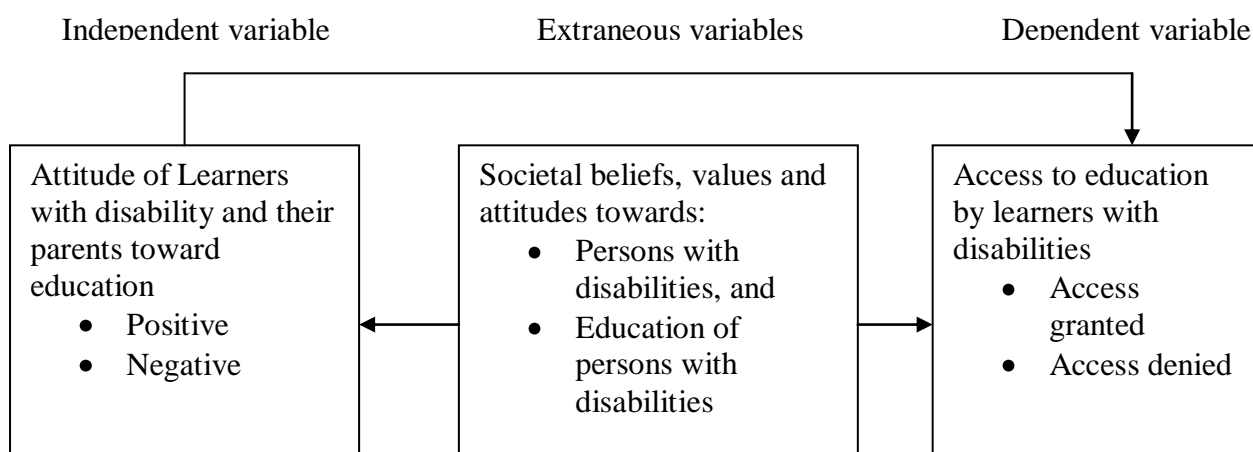 Independent variable
Extraneous variables
Dependent variable
Attitude of Learners
with disability and their
parents toward
education
• Positive
• Negative
Societal beliefs, values and
attitudes towards:
• Persons with
disabilities, and
• Education of
persons with
disabilities
Access to education
by learners with
disabilities
• Access
granted
• Access denied